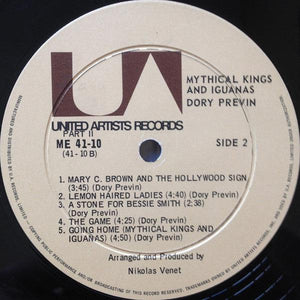 UA
MYTHICAL KINGS
AND IGUANAS
DORY PREVIN
UNITED ARTISTS RECORDS
PART II
ME 41-10
(41-10 B)
SIDE 2
1. MARY C. BROWN AND THE HOLLYWOOD SIGN
(3:45) (Dory Previn)
2. LEMON HAIRED LADIES (4:40) (Dory Previn)
3. A STONE FOR BESSIE SMITH (2:38)
(Dory Previn)
4. THE GAME (4:25) (Dory Previn)
5. GOING HOME (MYTHICAL KINGS AND
IGUANAS) (4:50) (Dory Previn)
Arranged and Produced by
Nikolas Venet